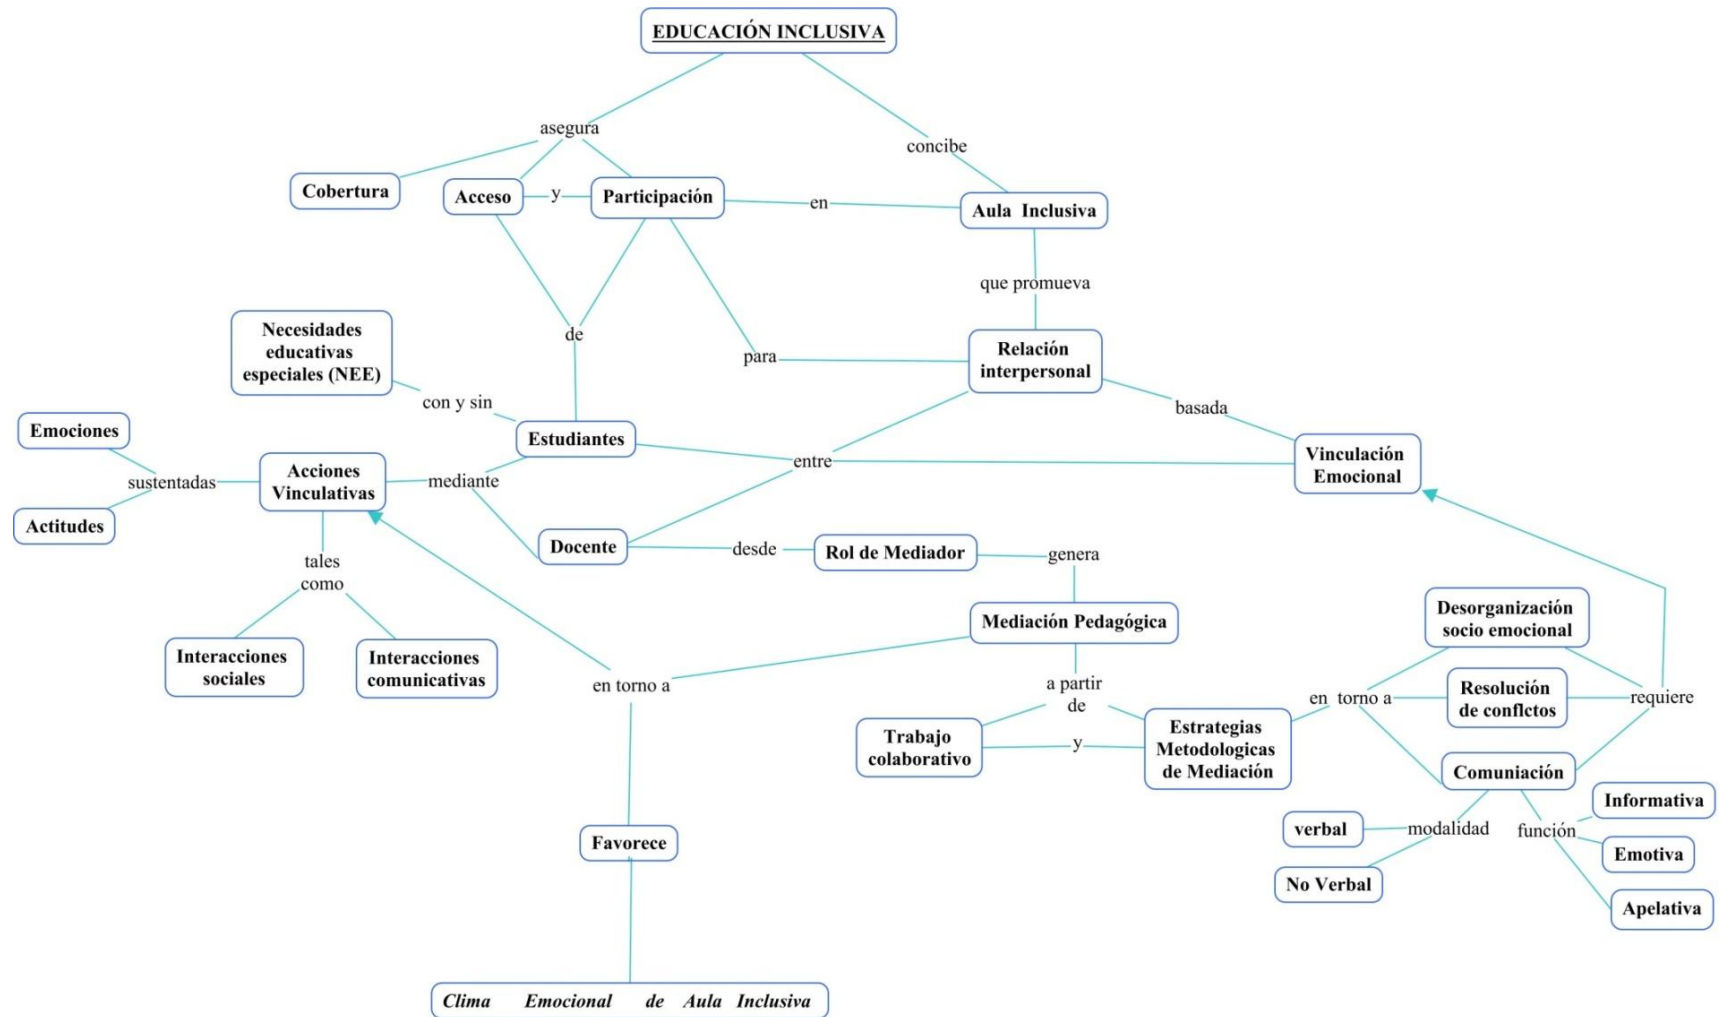 EDUCACIÓN INCLUSIVA
asegura
concibe
Cobertura
Acceso
y
Participación
en
Aula Inclusiva
que promueva
Necesidades
educativas
especiales (NEE)
de
para
Relación
interpersonal
con y sin
basada
Emociones
Estudiantes
Vinculación
Emocional
sustentadas
Acciones
Vinculativas
mediante
entre
Actitudes
Docente
desde
Rol de Mediador
genera
tales
como
Desorganización
socio emocional
Mediación Pedagógica
Interacciones
sociales
Interacciones
comunicativas
en torno a
a partir
de
en torno a
Resolución
de conflctos
requiere
Trabajo
colaborativo
y
Estrategias
Metodologicas
de Mediación
Comuniación
Informativa
verbal
modalidad
función
Favorece
Emotiva
No Verbal
Apelativa
Clima Emocional de Aula Inclusiva